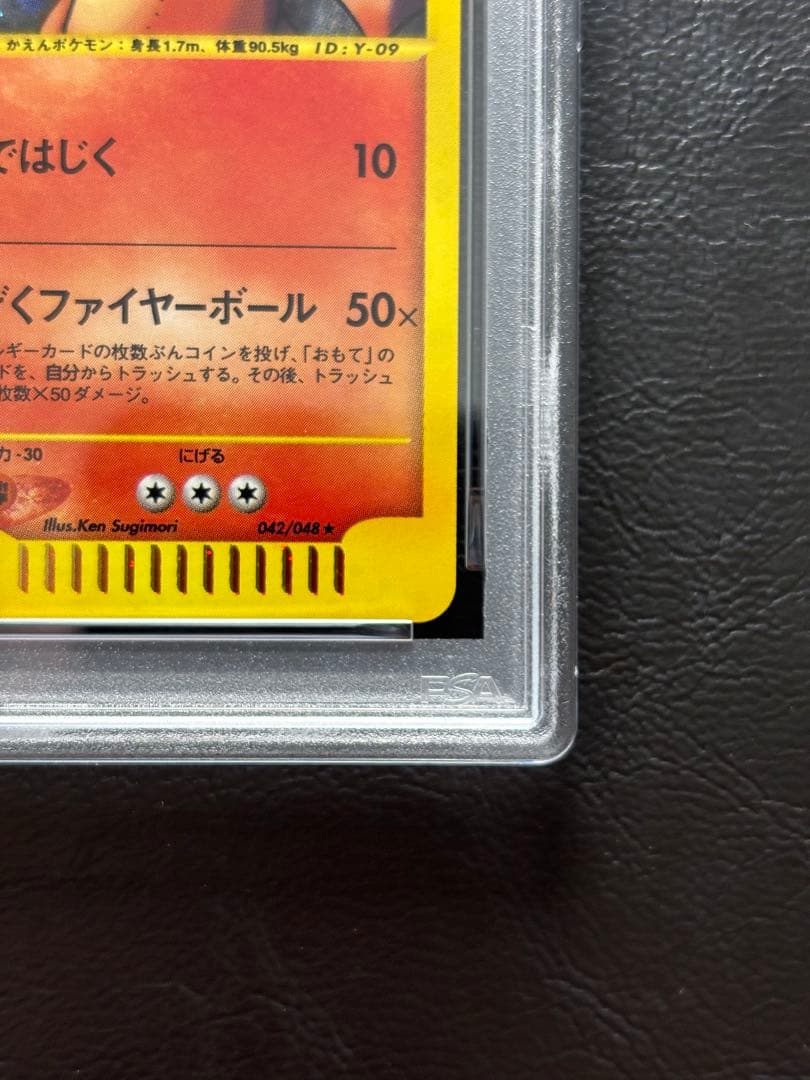 かえんポケモン：身長1.7m、体重90.5kg ID:Y-09
ではじく 10
くファイヤーボール 50×
ルギーカードの枚数ぶんコインを投げ、「おもて」の
ドを、自分からトラッシュする。その後、トラッシュ
枚数×50ダメージ。
力 -30 にげる
Illus.Ken Sugimori 042/048★
PSA